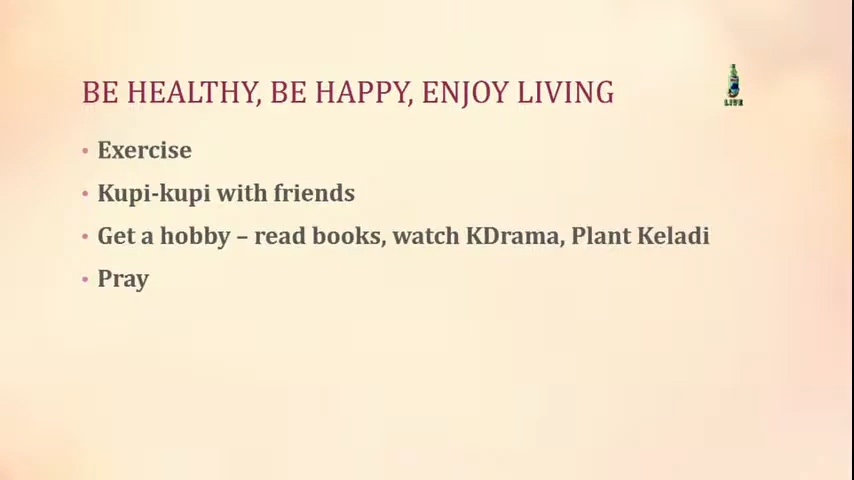 BE HEALTHY, BE HAPPY, ENJOY LIVING
LIVE
• Exercise
• Kupi-kupi with friends
• Get a hobby – read books, watch KDrama, Plant Keladi
• Pray